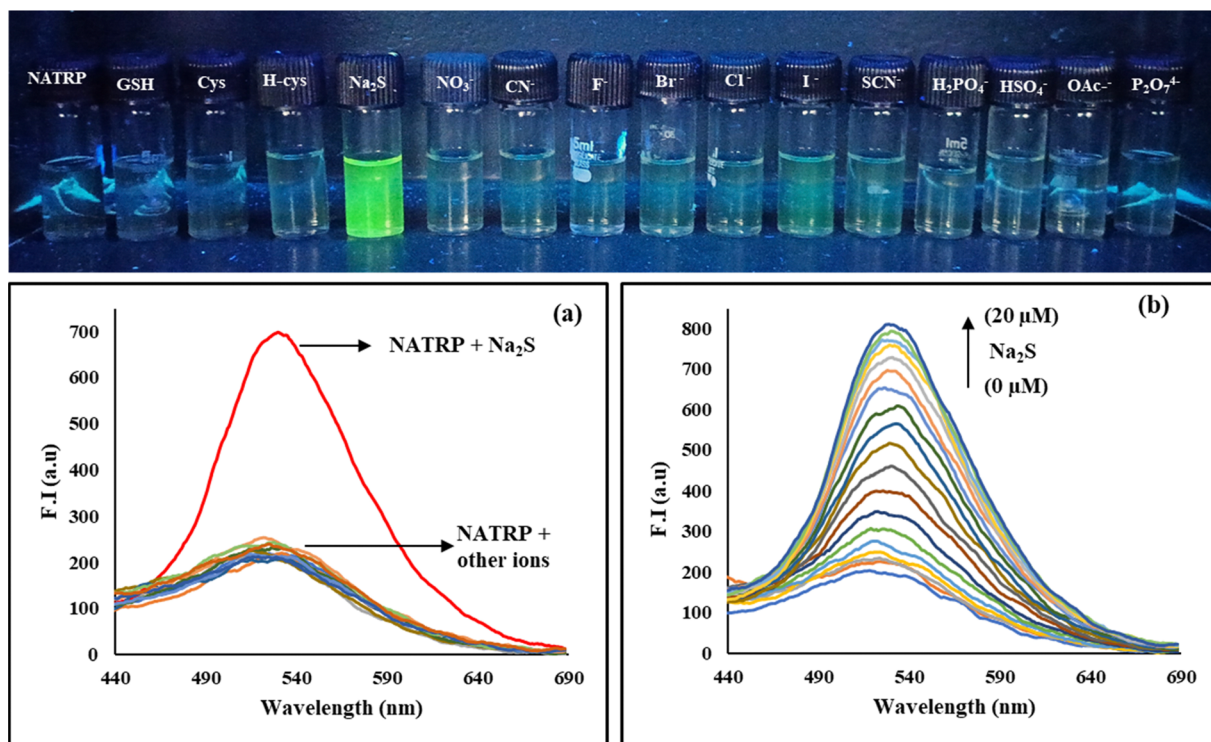 NATRP
GSH
Cys
H-cys
Na₂S
NO₃⁻
CN⁻
F⁻
Br⁻
Cl⁻
I⁻
SCN⁻
H₂PO₄⁻
HSO₄⁻
OAc-⁻
P₂O₇⁴⁻
5ml
5ml
5ml
(a)
700
600
500
400
300
200
100
0
F.I (a.u)
NATRP + Na₂S
NATRP +
other ions
440 490 540 590 640 690
Wavelength (nm)
(b)
800
700
600
500
400
300
200
100
0
F.I (a.u)
(20 μM)
Na₂S
(0 μM)
440 490 540 590 640 690
Wavelength (nm)